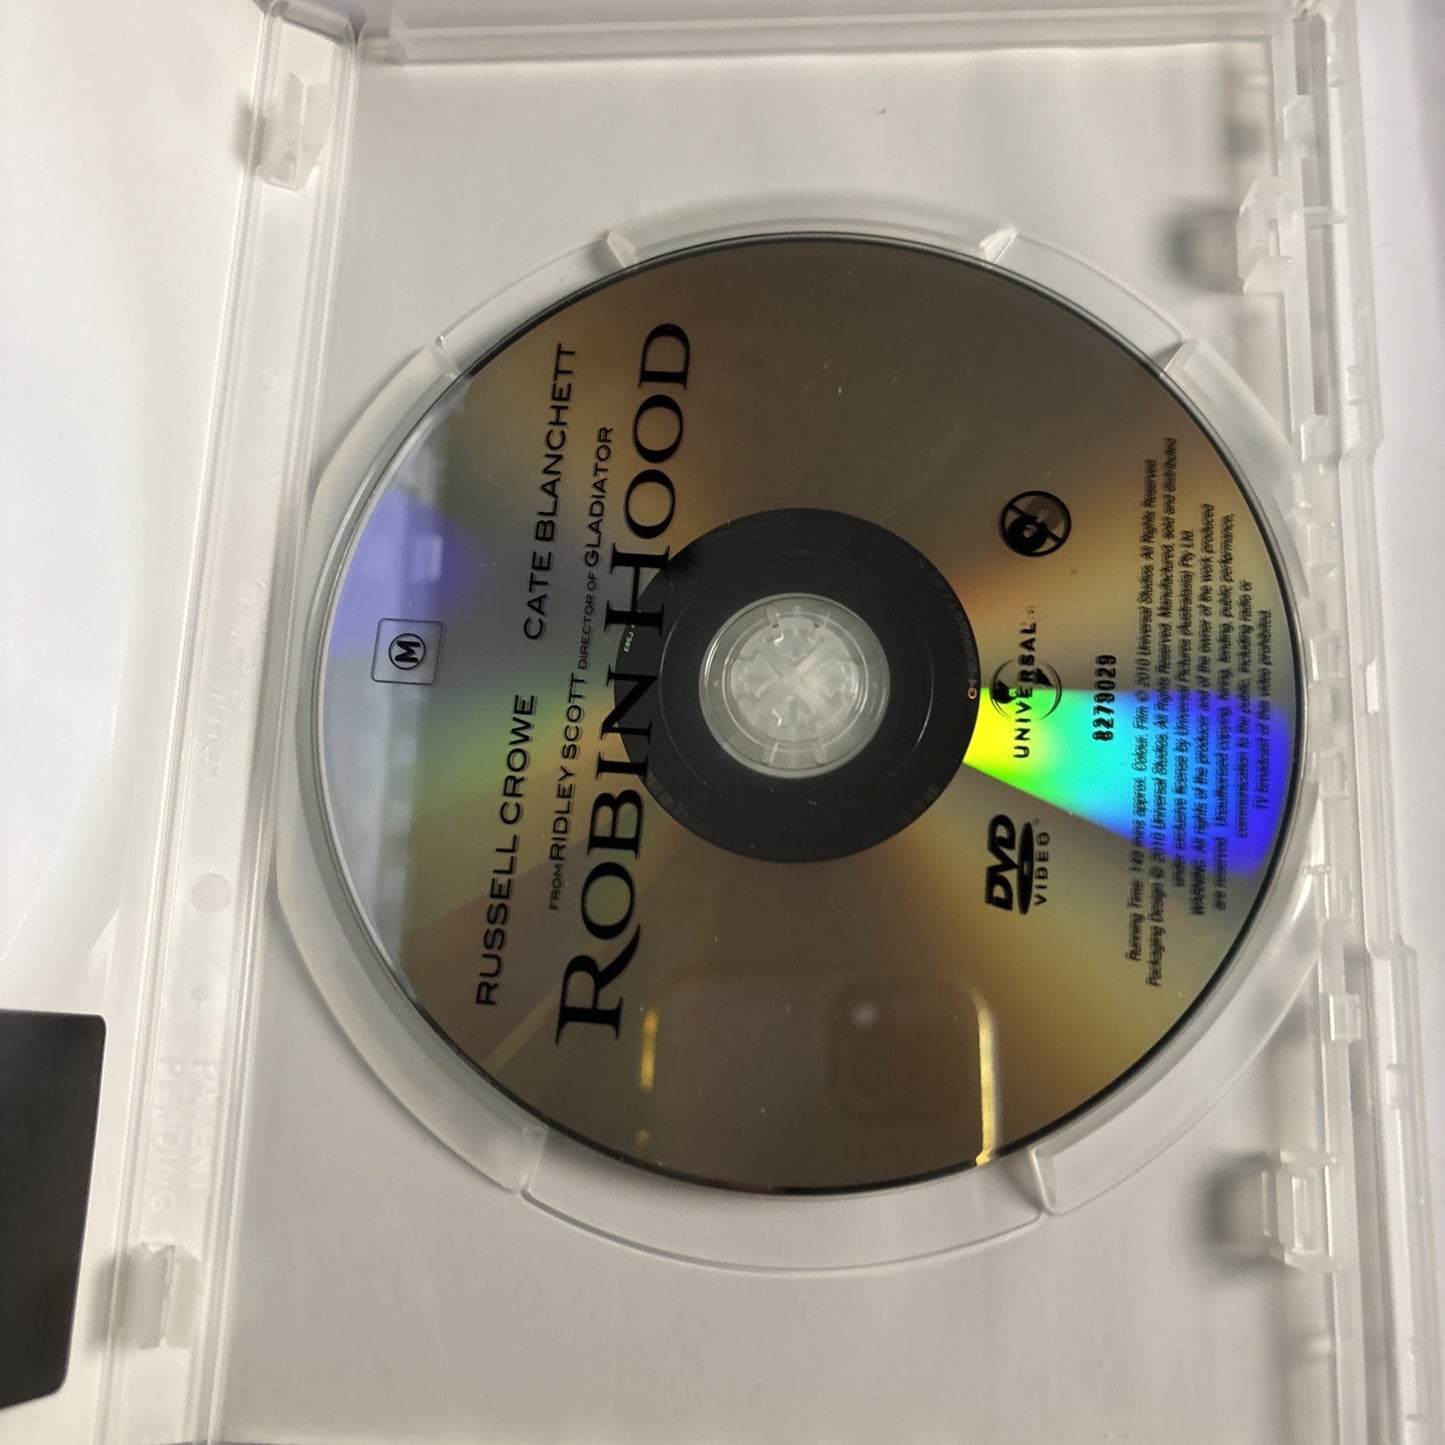 M
RUSSELL CROWE CATE BLANCHETT
FROM RIDLEY SCOTT DIRECTOR OF GLADIATOR
ROBIN HOOD
DVD
VIDEO
UNIVERSAL
8279029
Running Time: 149 mins approx. Colour. Film © 2010 Universal Studios. All Rights Reserved.
Packaging Design © 2010 Universal Studios. All Rights Reserved. Manufactured, sold and distributed
under exclusive license by Universal Pictures (Australasia) Pty Ltd.
WARNING: All rights of the producer and of the owner of the work produced
are reserved. Unauthorised copying, hiring, lending, public performance,
communication to the public, including radio or
TV broadcast of this video prohibited.
PATENT
PENDING